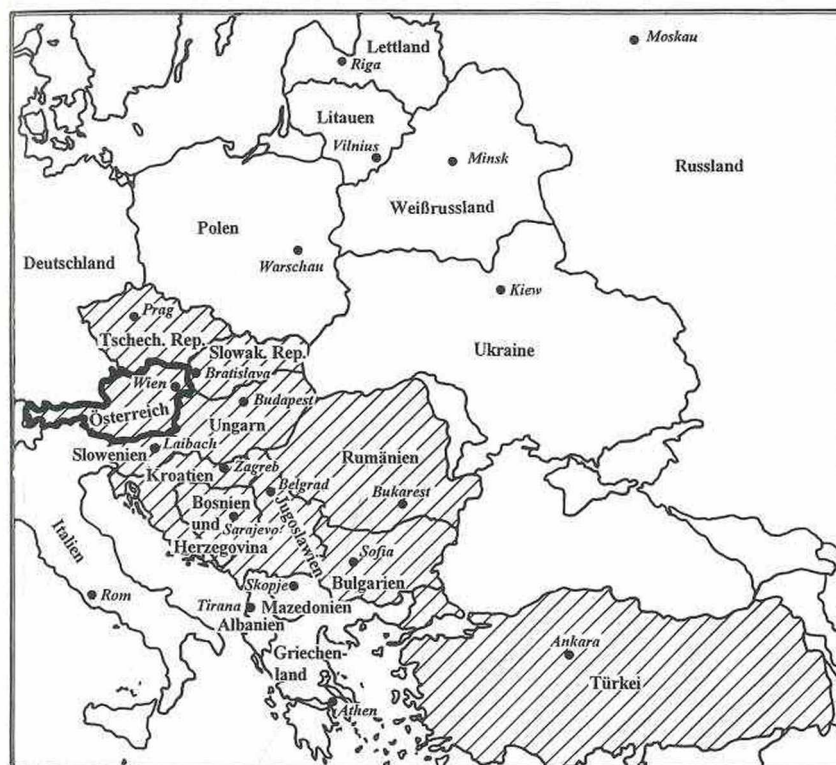 Lettland
Moskau
Riga
Litauen
Vilnius
Minsk
Russland
Weißrussland
Polen
Warschau
Deutschland
Kiew
Prag
Tschech. Rep.
Ukraine
Slowak. Rep.
Bratislava
Wien
Budapest
Österreich
Ungarn
Laibach
Slowenien
Rumänien
Zagreb
Kroatien
Belgrad
Bukarest
Bosnien
und
Sarajevo
Herzegovina
Jugoslawien
Italien
Sofia
Bulgarien
Skopje
Rom
Tirana
Mazedonien
Albanien
Griechen-
land
Ankara
Türkei
Athen